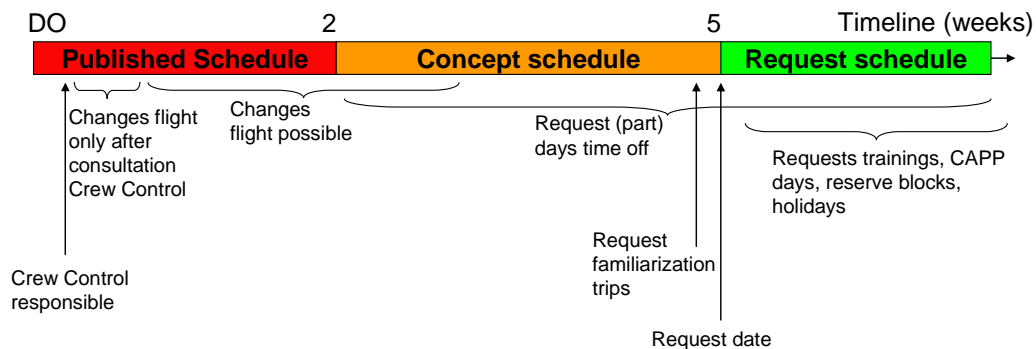 DO 2 5 Timeline (weeks)
Published Schedule Concept schedule Request schedule
Changes flight
only after
consultation
Crew Control
Changes
flight possible
Request (part)
days time off
Requests trainings, CAPP
days, reserve blocks,
holidays
Crew Control
responsible
Request
familiarization
trips
Request date